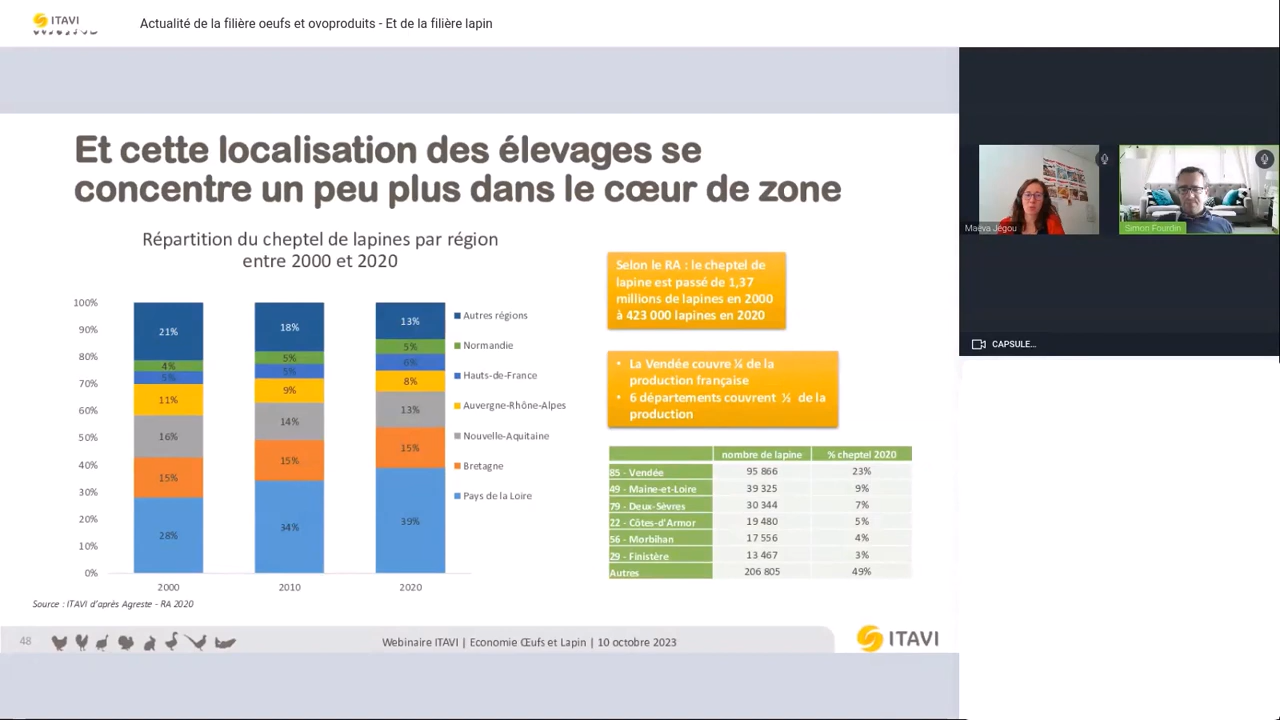 ITAVI
Actualité de la filière oeufs et ovoproduits - Et de la filière lapin
Et cette localisation des élevages se
concentre un peu plus dans le cœur de zone
Répartition du cheptel de lapines par région
entre 2000 et 2020
100%
90%
80%
70%
60%
50%
40%
30%
20%
10%
0%
21%
4%
5%
11%
16%
15%
28%
2000
18%
5%
5%
9%
14%
15%
34%
2010
13%
5%
6%
8%
13%
15%
39%
2020
Autres régions
Normandie
Hauts-de-France
Auvergne-Rhône-Alpes
Nouvelle-Aquitaine
Bretagne
Pays de la Loire
Source : ITAVI d'après Agreste - RA 2020
Selon le RA : le cheptel de
lapine est passé de 1,37
millions de lapines en 2000
à 423 000 lapines en 2020
• La Vendée couvre ¼ de la
production française
• 6 départements couvrent ½ de la
production
nombre de lapine % cheptel 2020
85 - Vendée 95 866 23%
49 - Maine-et-Loire 39 325 9%
79 - Deux-Sèvres 30 344 7%
22 - Côtes-d'Armor 19 480 5%
56 - Morbihan 17 556 4%
29 - Finistère 13 467 3%
Autres 206 805 49%
48
Webinaire ITAVI | Economie Œufs et Lapin | 10 octobre 2023
ITAVI
Maëva Jégou
Simon Fourdin
CAPSULE...